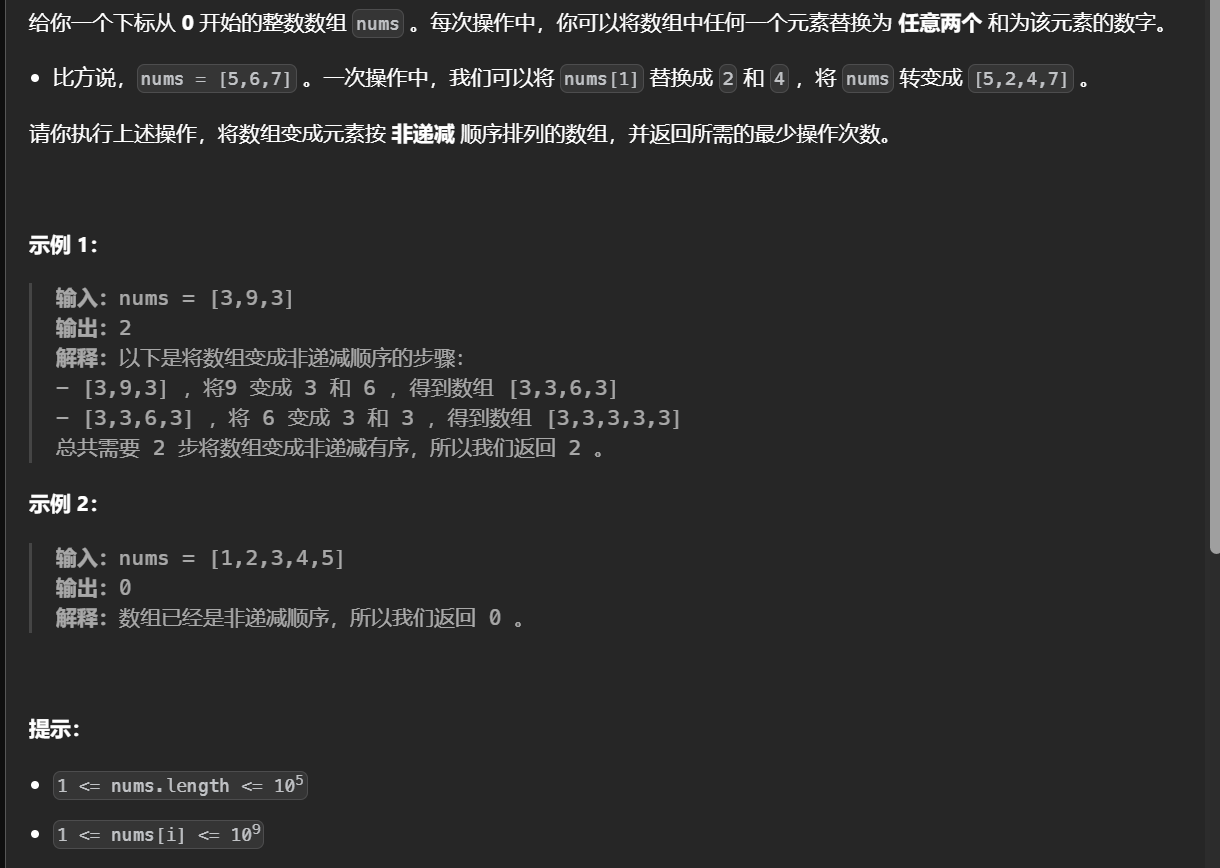 给你一个下标从 0 开始的整数数组 nums 。每次操作中，你可以将数组中任何一个元素替换为 任意两个 和为该元素的数字。
• 比方说，nums = [5,6,7] 。一次操作中，我们可以将 nums[1] 替换成 2 和 4 ，将 nums 转变成 [5,2,4,7] 。
请你执行上述操作，将数组变成元素按 非递减 顺序排列的数组，并返回所需的最少操作次数。
示例 1：
输入：nums = [3,9,3]
输出：2
解释：以下是将数组变成非递减顺序的步骤：
- [3,9,3] ，将9 变成 3 和 6 ，得到数组 [3,3,6,3]
- [3,3,6,3] ，将 6 变成 3 和 3 ，得到数组 [3,3,3,3,3]
总共需要 2 步将数组变成非递减有序，所以我们返回 2 。
示例 2：
输入：nums = [1,2,3,4,5]
输出：0
解释：数组已经是非递减顺序，所以我们返回 0 。
提示：
• 1 <= nums.length <= 10⁵
• 1 <= nums[i] <= 10⁹